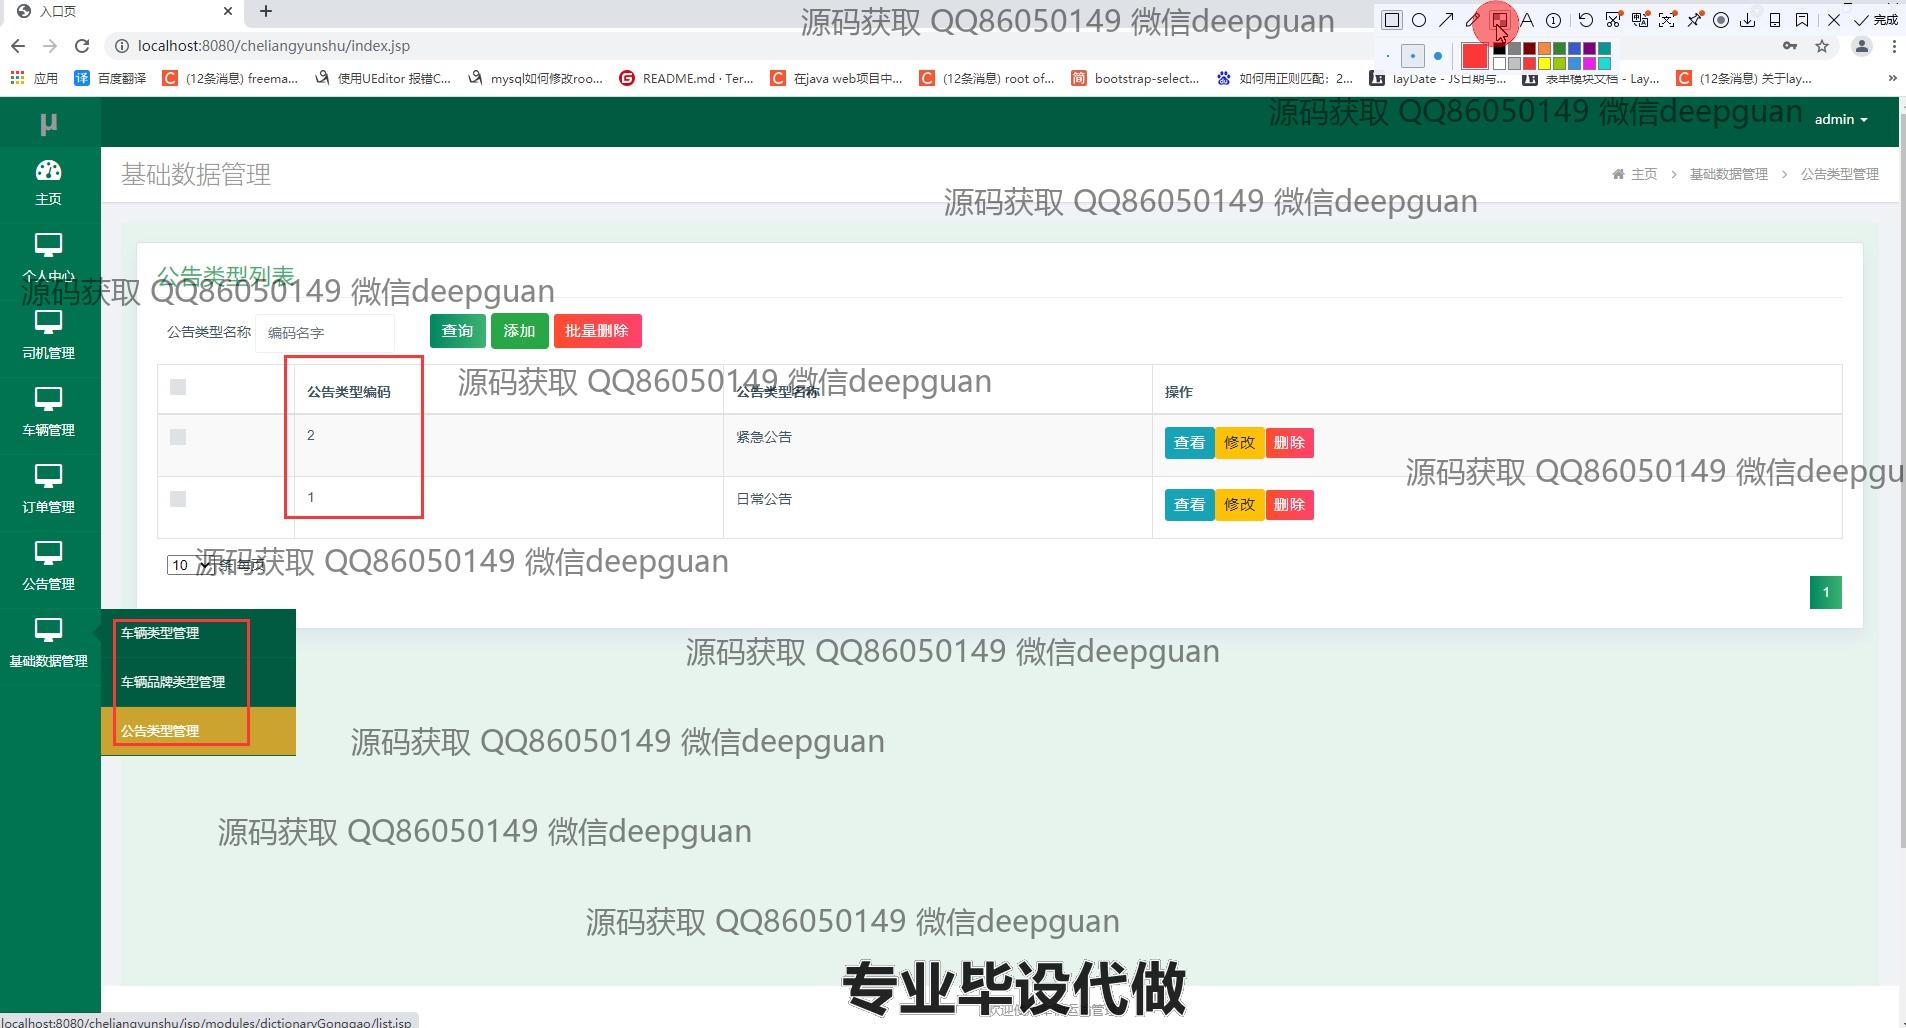 入口页
源码获取 QQ86050149 微信deepguan
完成
localhost:8080/cheliangyunshu/index.jsp
应用
百度翻译
(12条消息) freema...
使用UEditor 报错C...
mysql如何修改roo...
README.md · Ter...
在java web项目中...
(12条消息) root of...
bootstrap-select...
如何用正则匹配；2...
layDate - JS日期与...
表单模块文档 - Lay...
(12条消息) 关于lay...
μ
源码获取 QQ86050149 微信deepguan
admin
主页
基础数据管理
主页 > 基础数据管理 > 公告类型管理
源码获取 QQ86050149 微信deepguan
个人中心
公告类型列表
源码获取 QQ86050149 微信deepguan
司机管理
公告类型名称
编码名字
查询
添加
批量删除
公告类型编码
公告类型名称
操作
源码获取 QQ86050149 微信deepguan
车辆管理
2
紧急公告
查看
修改
删除
源码获取 QQ86050149 微信deepgu
订单管理
1
日常公告
查看
修改
删除
10
条 每页
源码获取 QQ86050149 微信deepguan
公告管理
1
基础数据管理
车辆类型管理
车辆品牌类型管理
公告类型管理
源码获取 QQ86050149 微信deepguan
源码获取 QQ86050149 微信deepguan
源码获取 QQ86050149 微信deepguan
源码获取 QQ86050149 微信deepguan
专业毕设代做
localhost:8080/cheliangyunshu/jsp/modules/dictionaryGonggao/list.jsp